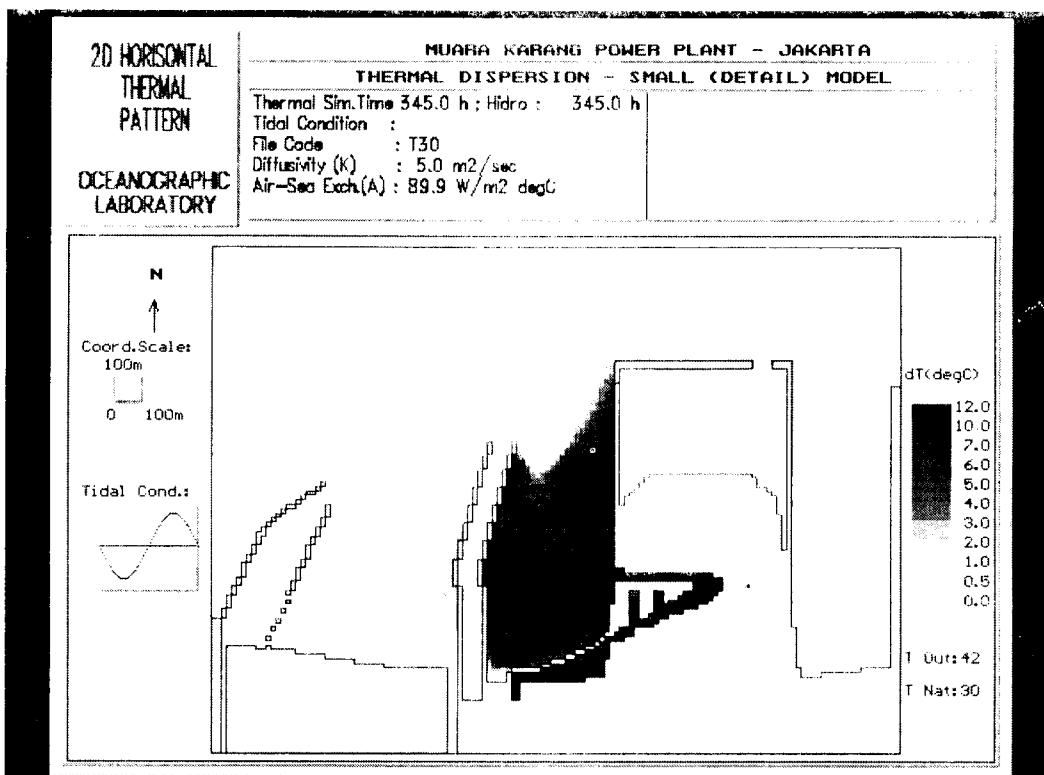 2D HORISONTAL
THERMAL
PATTERN
OCEANOGRAPHIC
LABORATORY
MUARA KARANG POWER PLANT - JAKARTA
THERMAL DISPERSION - SMALL (DETAIL) MODEL
Thermal Sim.Time 345.0 h ; Hidro : 345.0 h
Tidal Condition :
File Code : T30
Diffusivity (K) : 5.0 m2/sec
Air-Sea Exch.(A) : 89.9 W/m2 degC
N
Coord.Scale:
100m
0 100m
Tidal Cond.:
dT(degC)
12.0
10.0
7.0
6.0
5.0
4.0
3.0
2.0
1.0
0.5
0.0
T Out:42
T Nat:30